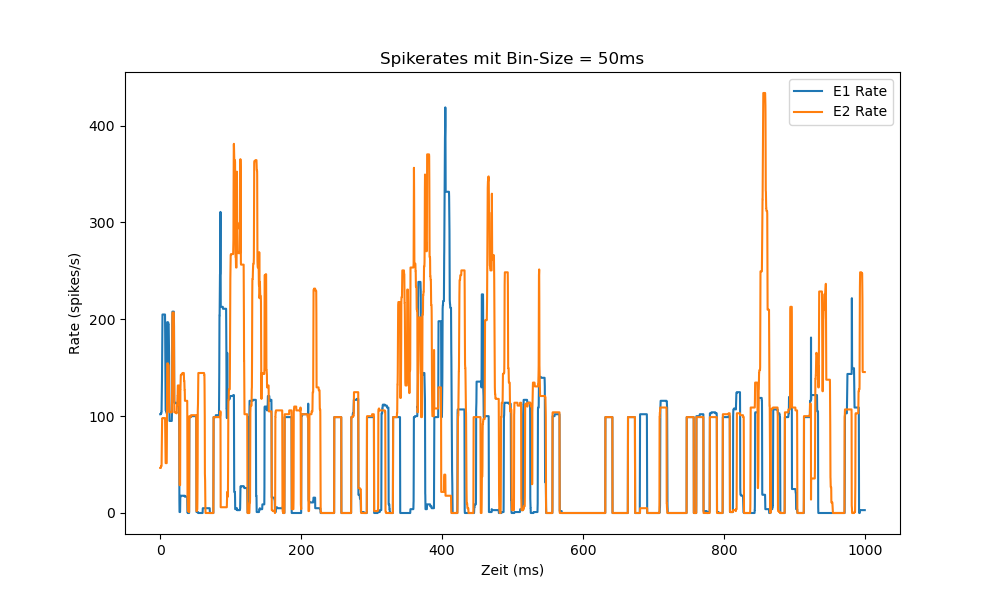 Spikerates mit Bin-Size = 50ms
E1 Rate
E2 Rate
Rate (spikes/s)
400
300
200
100
0
0 200 400 600 800 1000
Zeit (ms)